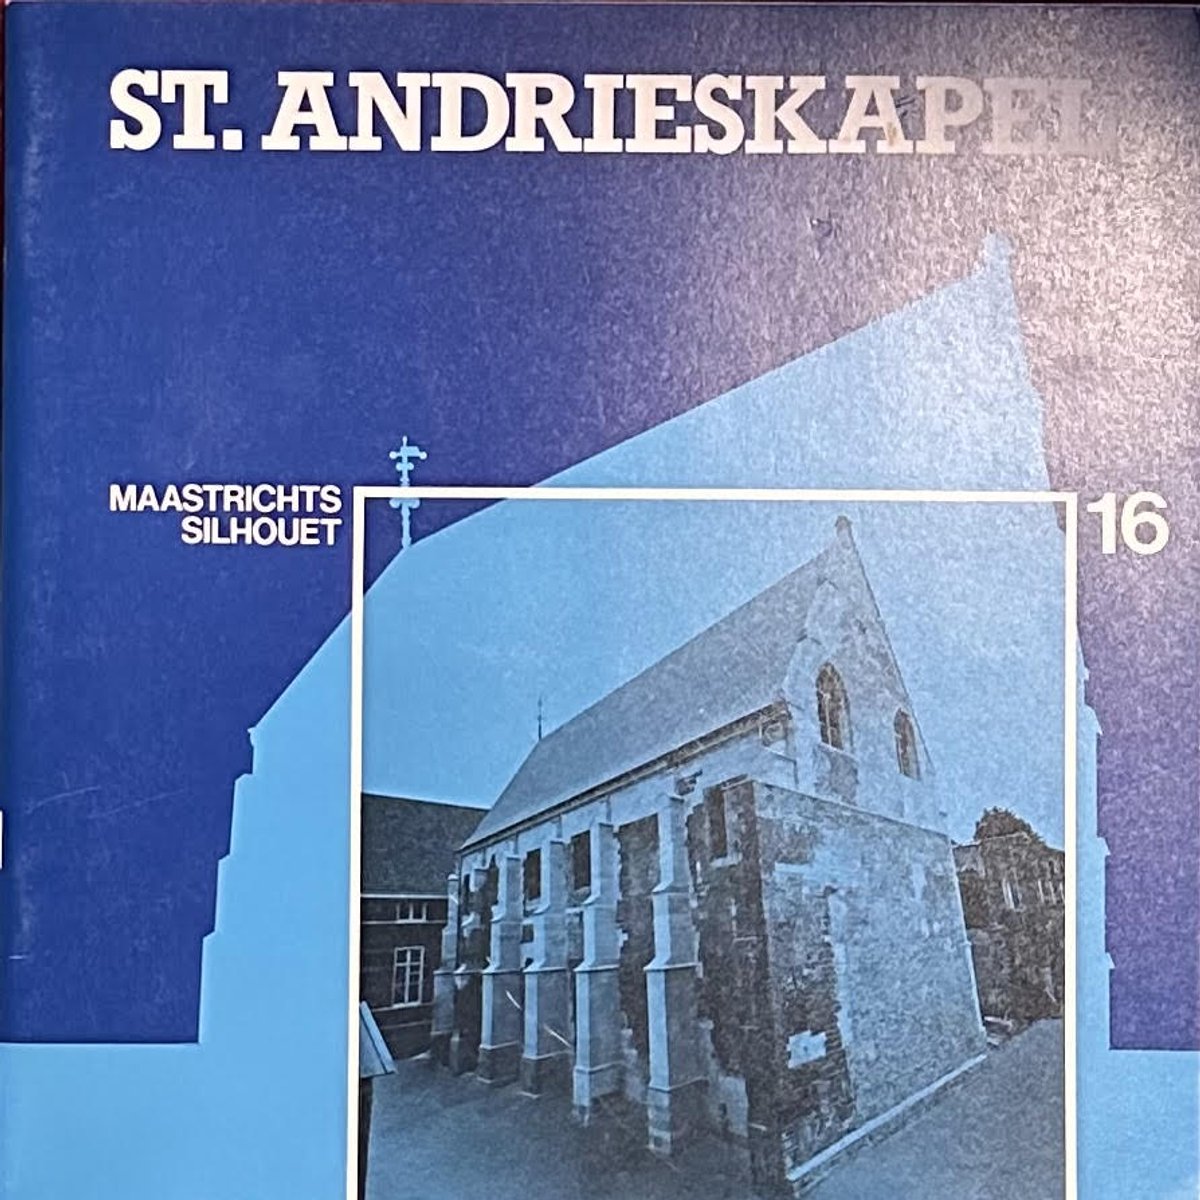 ST. ANDRIESKAPEL
MAASTRICHTS
SILHOUET
16